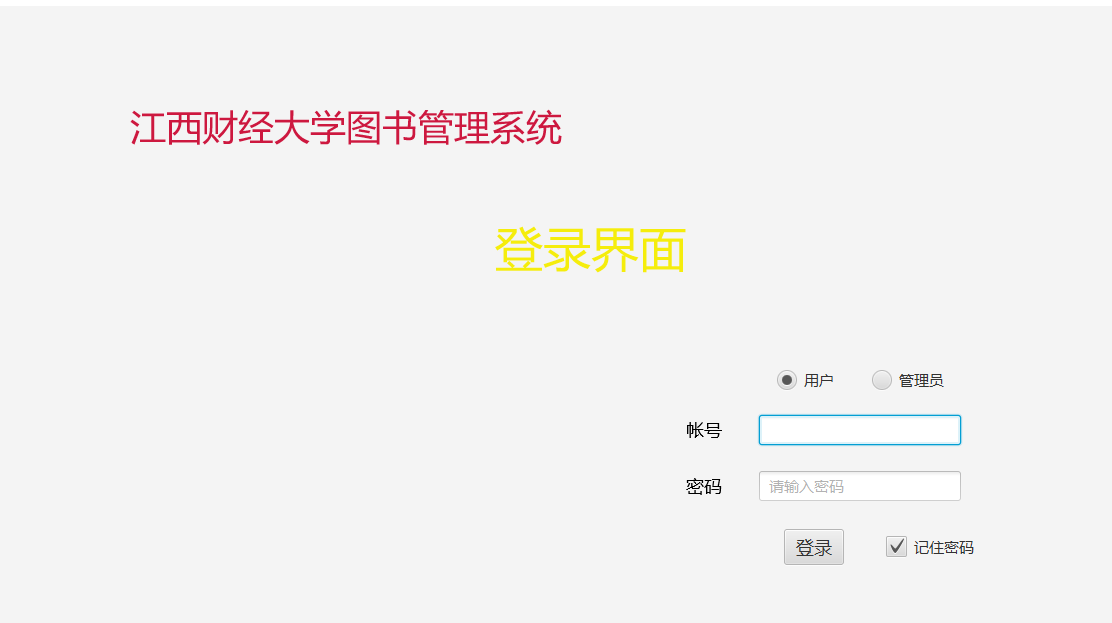 江西财经大学图书管理系统
登录界面
用户 管理员
帐号
密码 请输入密码
登录 记住密码